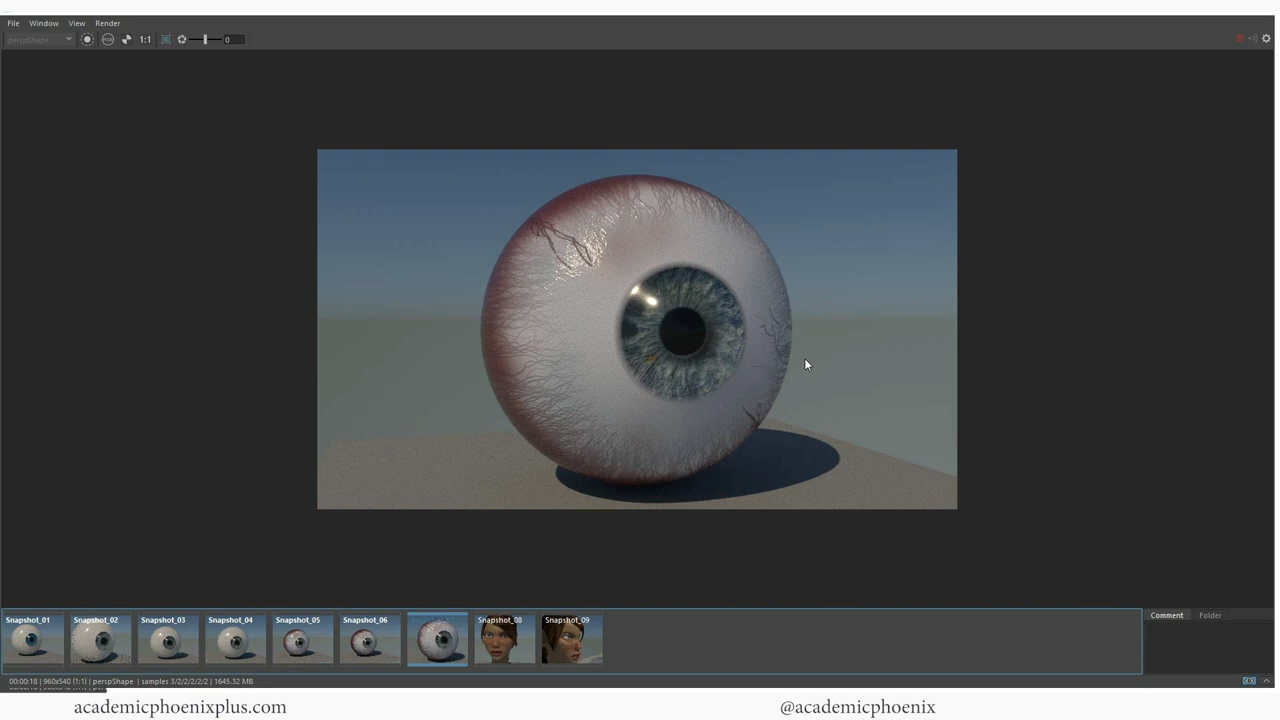 File Window View Render
perspShape 1:1 0
Snapshot_01 Snapshot_02 Snapshot_03 Snapshot_04 Snapshot_05 Snapshot_06 Snapshot_08 Snapshot_09
Comment Folder
00:00:18 | 960x540 (1:1) | perspShape | samples 3/2/2/2/2/2 | 1645.32 MB
academicphoenixplus.com @academicphoenix